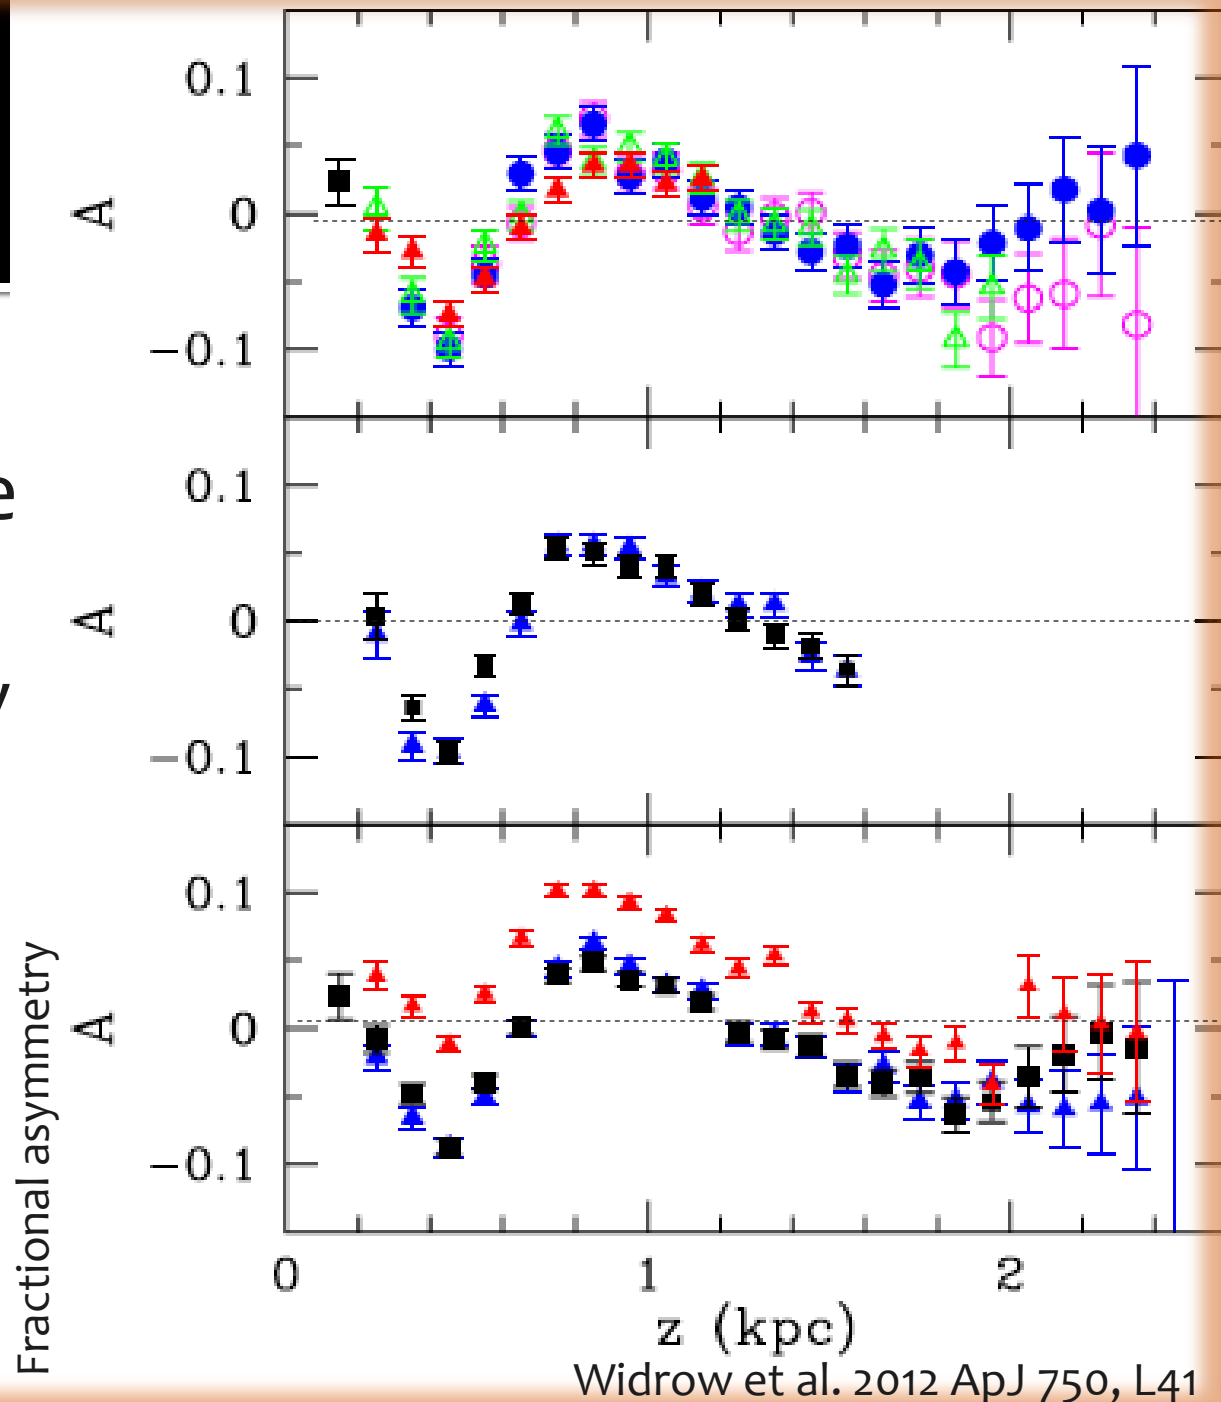 0.1
A
0
−0.1
e
0.1
A
0
−0.1
y
0.1
A
0
−0.1
Fractional asymmetry
0 1 2
z (kpc)
Widrow et al. 2012 ApJ 750, L41